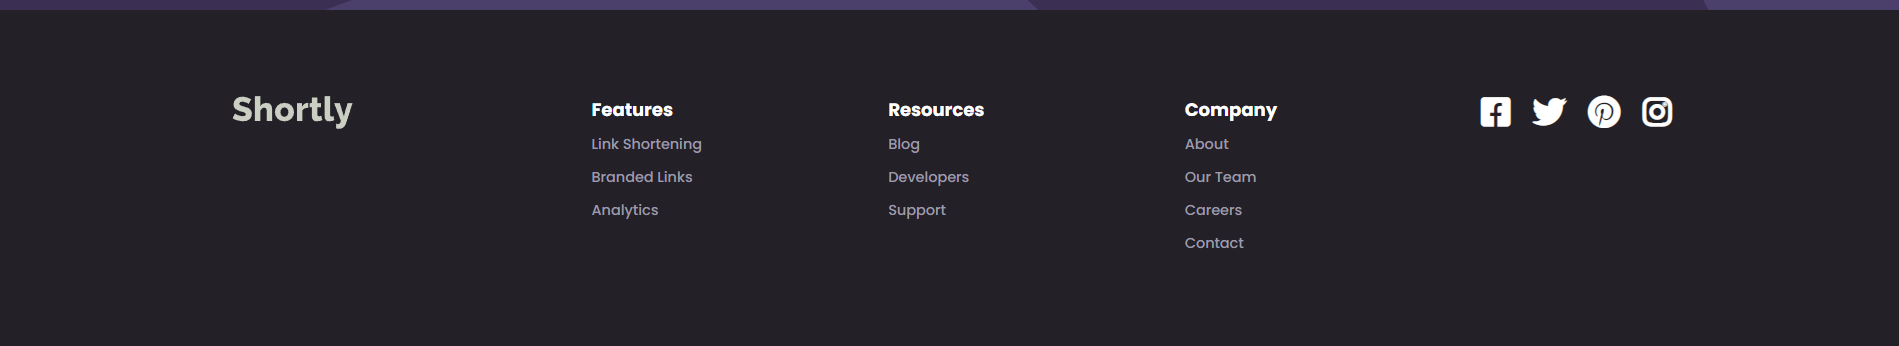 Shortly
Features
Link Shortening
Branded Links
Analytics
Resources
Blog
Developers
Support
Company
About
Our Team
Careers
Contact